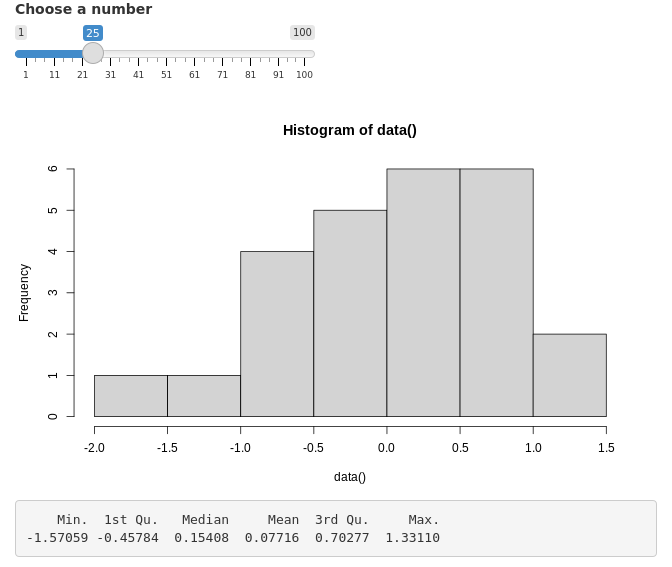 Choose a number
1 25 100
1 11 21 31 41 51 61 71 81 91 100
Histogram of data()
Frequency
6
5
4
3
2
1
0
-2.0 -1.5 -1.0 -0.5 0.0 0.5 1.0 1.5
data()
Min. 1st Qu. Median Mean 3rd Qu. Max.
-1.57059 -0.45784 0.15408 0.07716 0.70277 1.33110